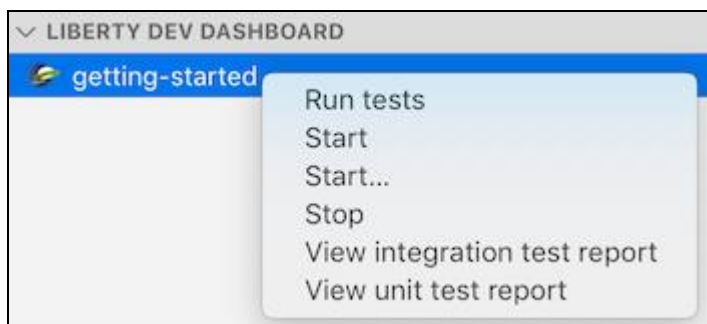 LIBERTY DEV DASHBOARD
getting-started
Run tests
Start
Start...
Stop
View integration test report
View unit test report